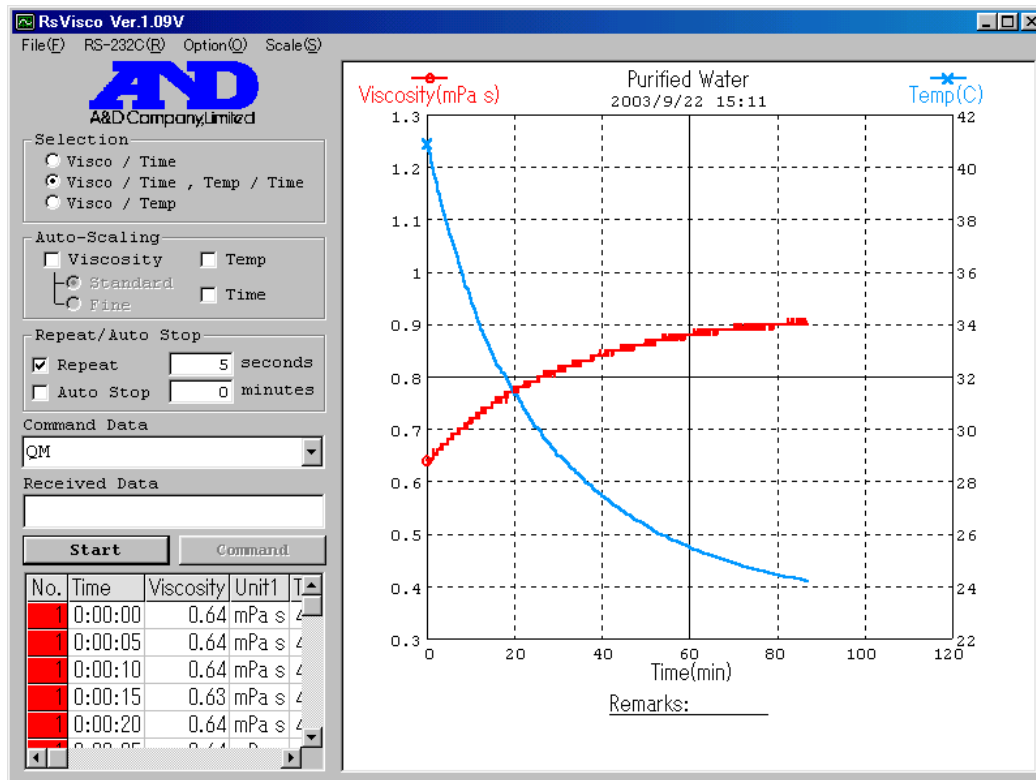 RsVisco Ver.1.09V
File(F) RS-232C(R) Option(O) Scale(S)
AND
A&D Company,Limited
Selection
Visco / Time
Visco / Time , Temp / Time
Visco / Temp
Auto-Scaling
Viscosity Temp
Standard
Fine
Time
Repeat/Auto Stop
Repeat 5 seconds
Auto Stop 0 minutes
Command Data
QM
Received Data
Start Command
No. Time Viscosity Unit1
1 0:00:00 0.64 mPa s
1 0:00:05 0.64 mPa s
1 0:00:10 0.64 mPa s
1 0:00:15 0.63 mPa s
1 0:00:20 0.64 mPa s
Purified Water
2003/9/22 15:11
Viscosity(mPa s)
Temp(C)
1.3 42
1.2 40
1.1 38
1 36
0.9 34
0.8 32
0.7 30
0.6 28
0.5 26
0.4 24
0.3 22
0 20 40 60 80 100 120
Time(min)
Remarks: